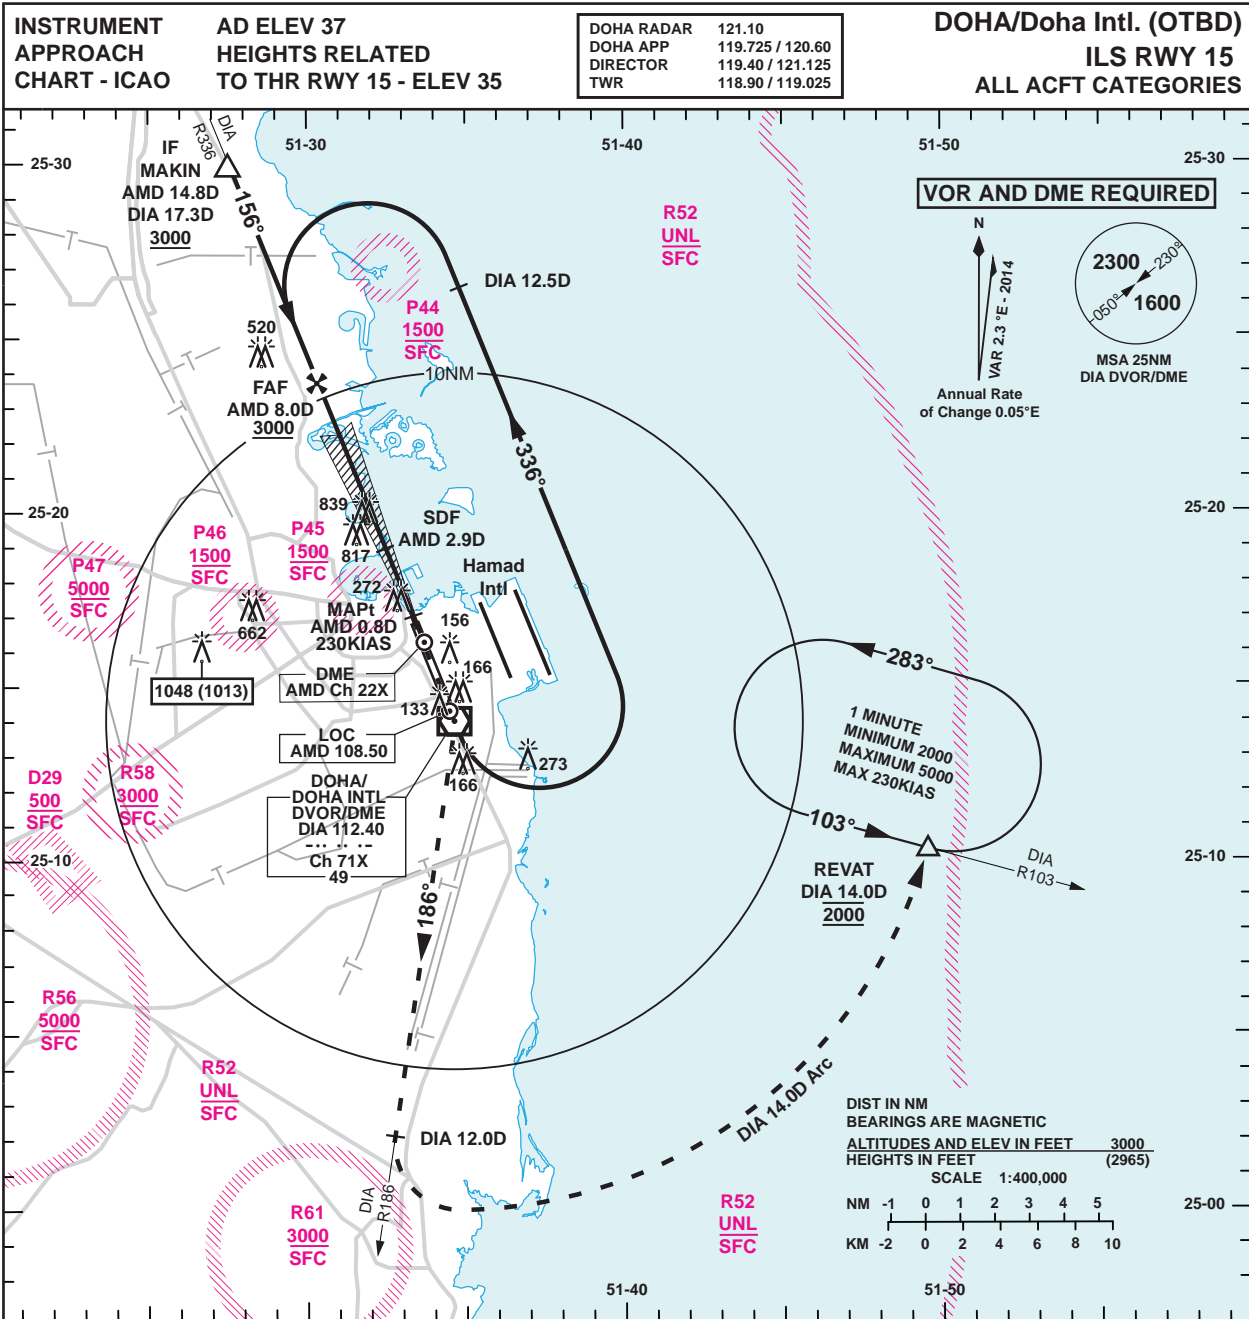 INSTRUMENT
APPROACH
CHART - ICAO
AD ELEV 37
HEIGHTS RELATED
TO THR RWY 15 - ELEV 35
DOHA RADAR 121.10
DOHA APP 119.725 / 120.60
DIRECTOR 119.40 / 121.125
TWR 118.90 / 119.025
DOHA/Doha Intl. (OTBD)
ILS RWY 15
ALL ACFT CATEGORIES
51-30
51-40
51-50
25-30
25-30
DIA
R336
IF
MAKIN
AMD 14.8D
DIA 17.3D
3000
156°
R52
UNL
SFC
VOR AND DME REQUIRED
N
VAR 2.3 °E - 2014
Annual Rate
of Change 0.05°E
2300
230°
050°
1600
MSA 25NM
DIA DVOR/DME
DIA 12.5D
P44
1500
SFC
10NM
520
FAF
AMD 8.0D
3000
336°
25-20
25-20
839
817
SDF
AMD 2.9D
P47
5000
SFC
P46
1500
SFC
P45
1500
SFC
Hamad
Intl
272
662
MAPt
AMD 0.8D
230KIAS
156
166
1048 (1013)
DME
AMD Ch 22X
133
LOC
AMD 108.50
166
273
283°
1 MINUTE
MINIMUM 2000
MAXIMUM 5000
MAX 230KIAS
103°
D29
500
SFC
R58
3000
SFC
DOHA/
DOHA INTL
DVOR/DME
DIA 112.40
-·· ·· ·-
Ch 71X
49
25-10
25-10
REVAT
DIA 14.0D
2000
DIA
R103
186°
R56
5000
SFC
R52
UNL
SFC
DIA 14.0D Arc
DIA 12.0D
DIA
R186
R61
3000
SFC
R52
UNL
SFC
DIST IN NM
BEARINGS ARE MAGNETIC
ALTITUDES AND ELEV IN FEET 3000
HEIGHTS IN FEET (2965)
SCALE 1:400,000
NM -1 0 1 2 3 4 5
KM -2 0 2 4 6 8 10
25-00
25-00
51-40
51-50